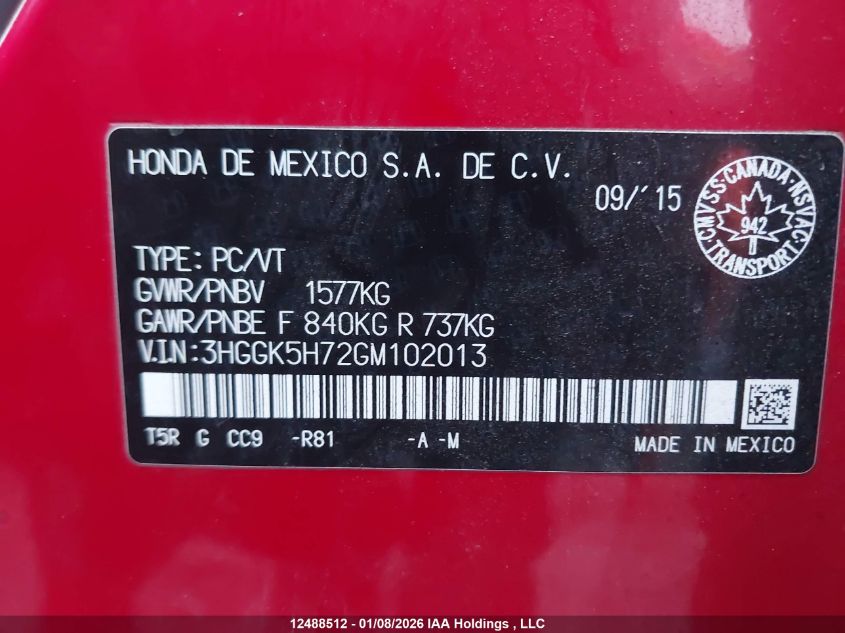 HONDA DE MEXICO S.A. DE C.V.
09/´15
CMVSS·CANADA·NSVAC·TRANSPORT
942
TYPE: PC/VT
GVWR/PNBV 1577KG
GAWR/PNBE F 840KG R 737KG
V.I.N:3HGGK5H72GM102013
T5R G CC9 -R81 -A -M
MADE IN MEXICO
12488512 - 01/08/2026 IAA Holdings , LLC